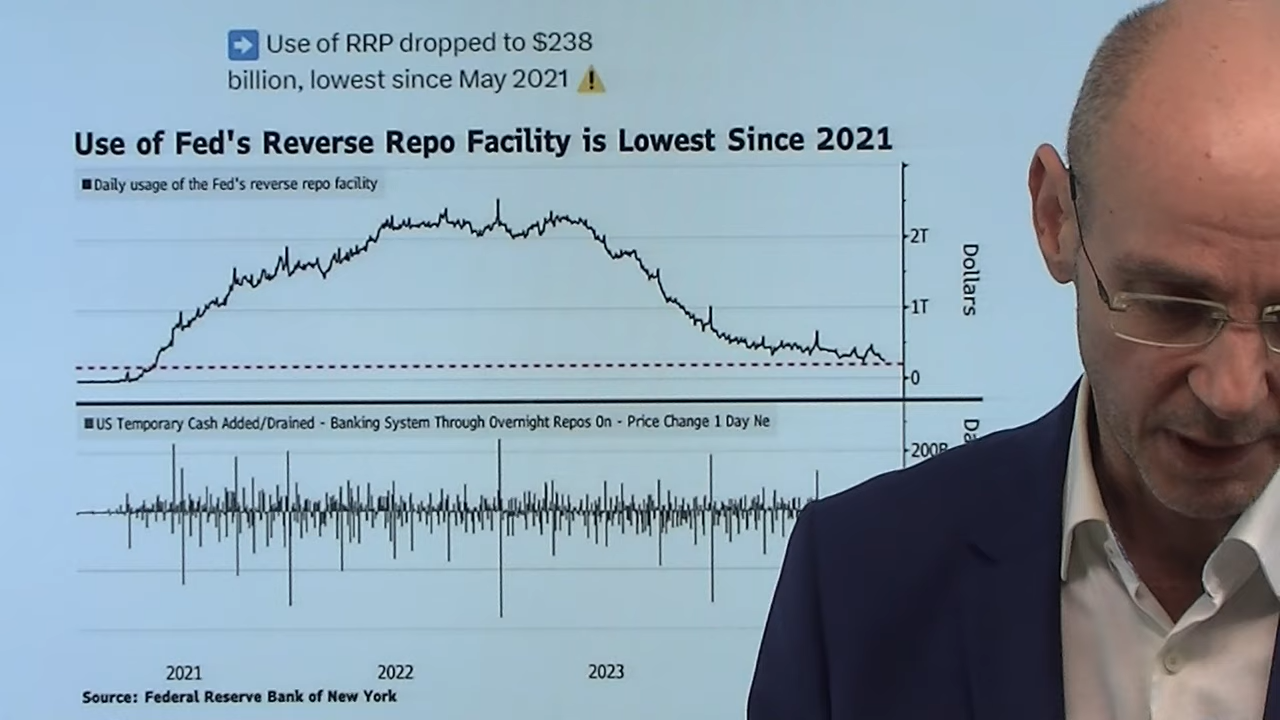 ➡️ Use of RRP dropped to $238
billion, lowest since May 2021 ⚠️
Use of Fed's Reverse Repo Facility is Lowest Since 2021
■Daily usage of the Fed's reverse repo facility
2T
Dollars
1T
0
■US Temporary Cash Added/Drained - Banking System Through Overnight Repos On - Price Change 1 Day Ne
200B
2021 2022 2023
Source: Federal Reserve Bank of New York